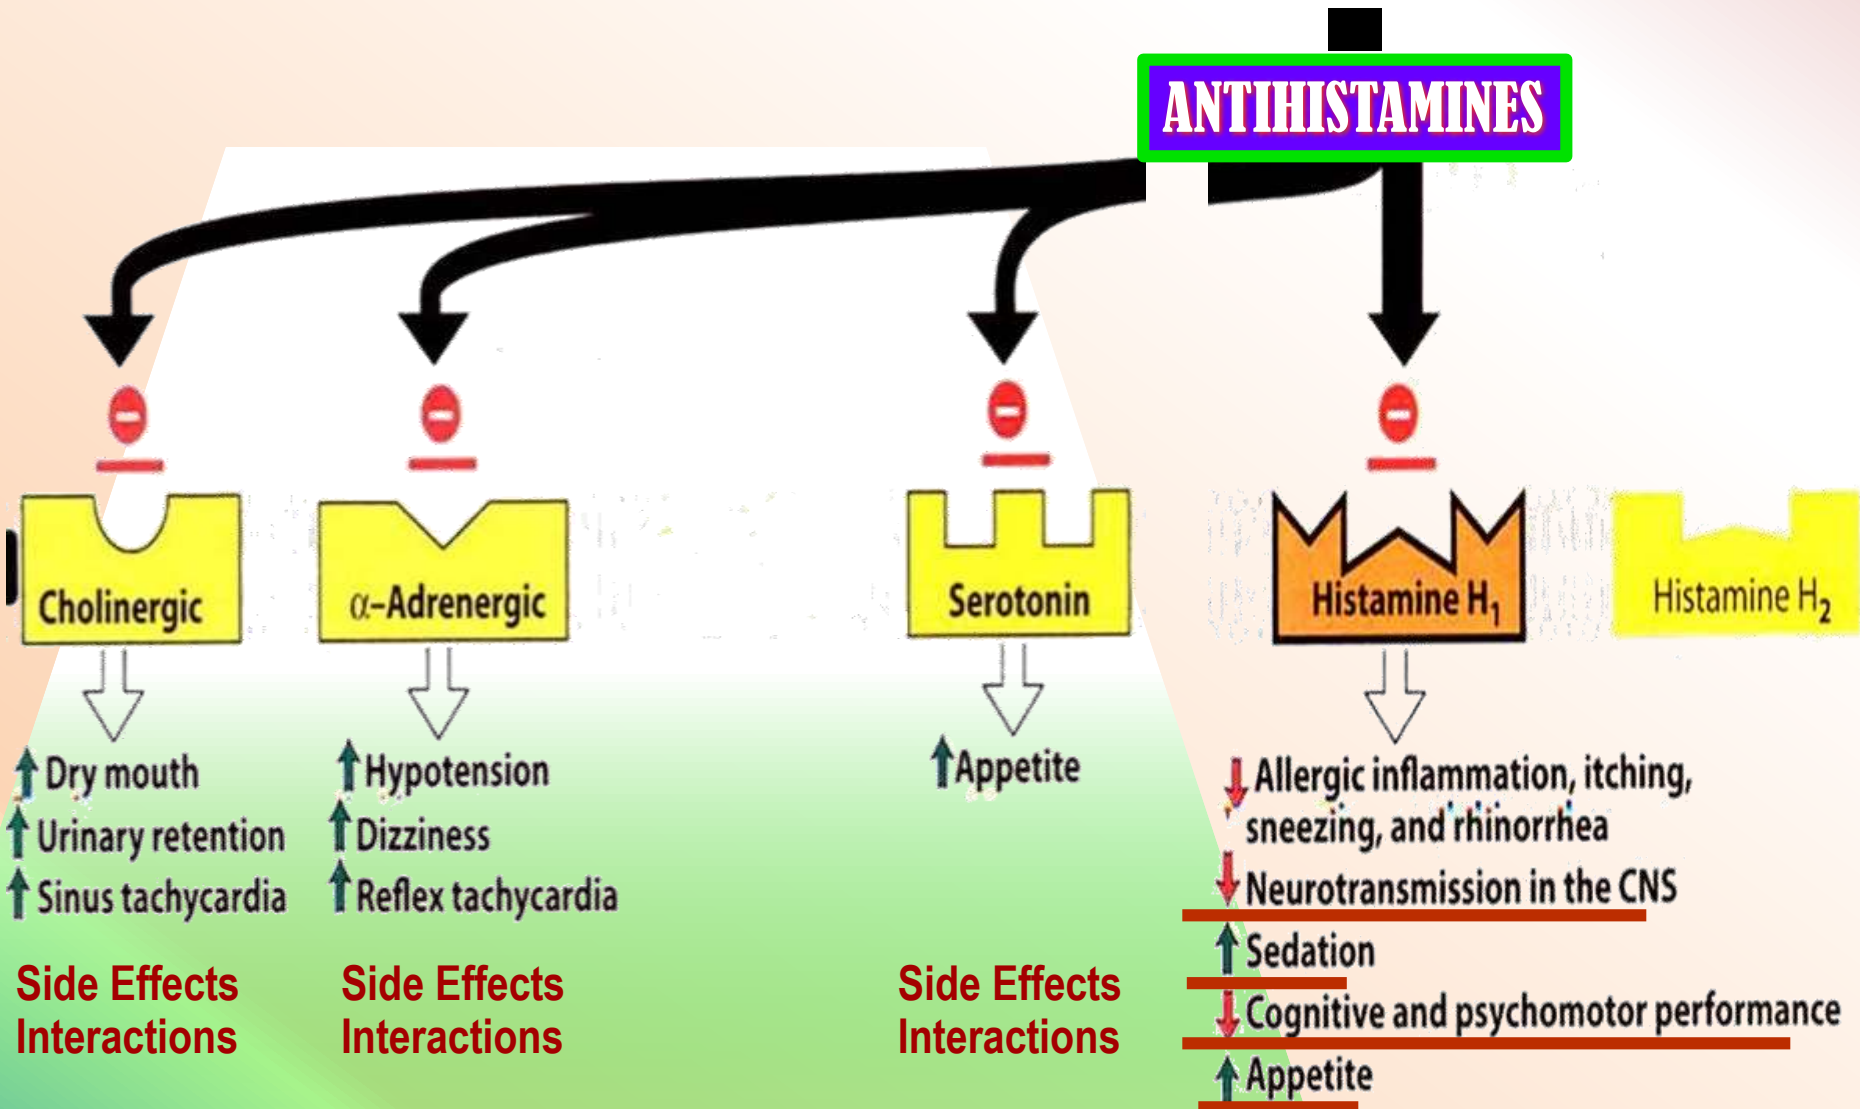 ANTIHISTAMINES
Cholinergic
α-Adrenergic
Serotonin
Histamine H₁
Histamine H₂
Dry mouth
Urinary retention
Sinus tachycardia
Side Effects
Interactions
Hypotension
Dizziness
Reflex tachycardia
Side Effects
Interactions
Appetite
Side Effects
Interactions
Allergic inflammation, itching,
sneezing, and rhinorrhea
Neurotransmission in the CNS
Sedation
Cognitive and psychomotor performance
Appetite